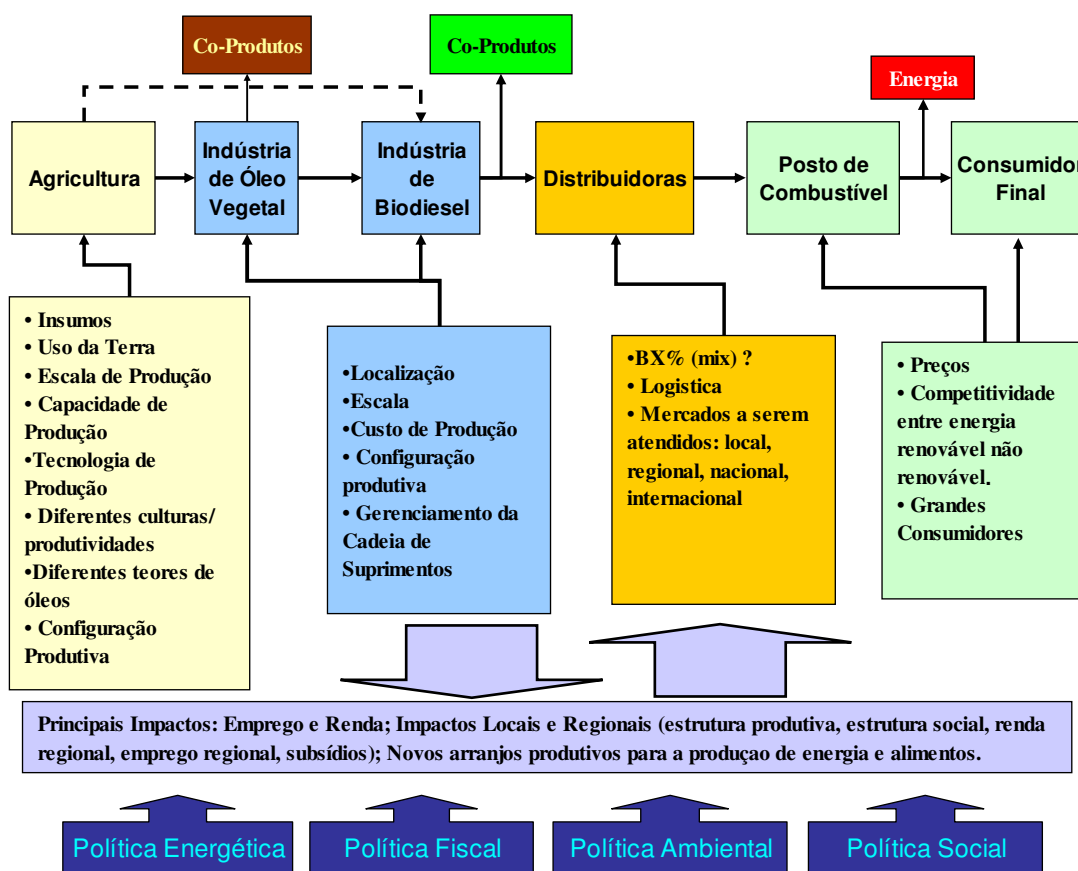 Co-Produtos
Co-Produtos
Energia
Agricultura
Indústria
de Óleo
Vegetal
Indústria
de
Biodiesel
Distribuidoras
Posto de
Combustível
Consumidor
Final
• Insumos
• Uso da Terra
• Escala de Produção
• Capacidade de
Produção
•Tecnologia de
Produção
• Diferentes culturas/
produtividades
•Diferentes teores de
óleos
• Configuração
Produtiva
•Localização
•Escala
•Custo de Produção
• Configuração
produtiva
• Gerenciamento da
Cadeia de
Suprimentos
•BX% (mix) ?
• Logistica
• Mercados a serem
atendidos: local,
regional, nacional,
internacional
• Preços
• Competitividade
entre energia
renovável não
renovável.
• Grandes
Consumidores
Principais Impactos: Emprego e Renda; Impactos Locais e Regionais (estrutura produtiva, estrutura social, renda
regional, emprego regional, subsídios); Novos arranjos produtivos para a produçao de energia e alimentos.
Política Energética
Política Fiscal
Política Ambiental
Política Social